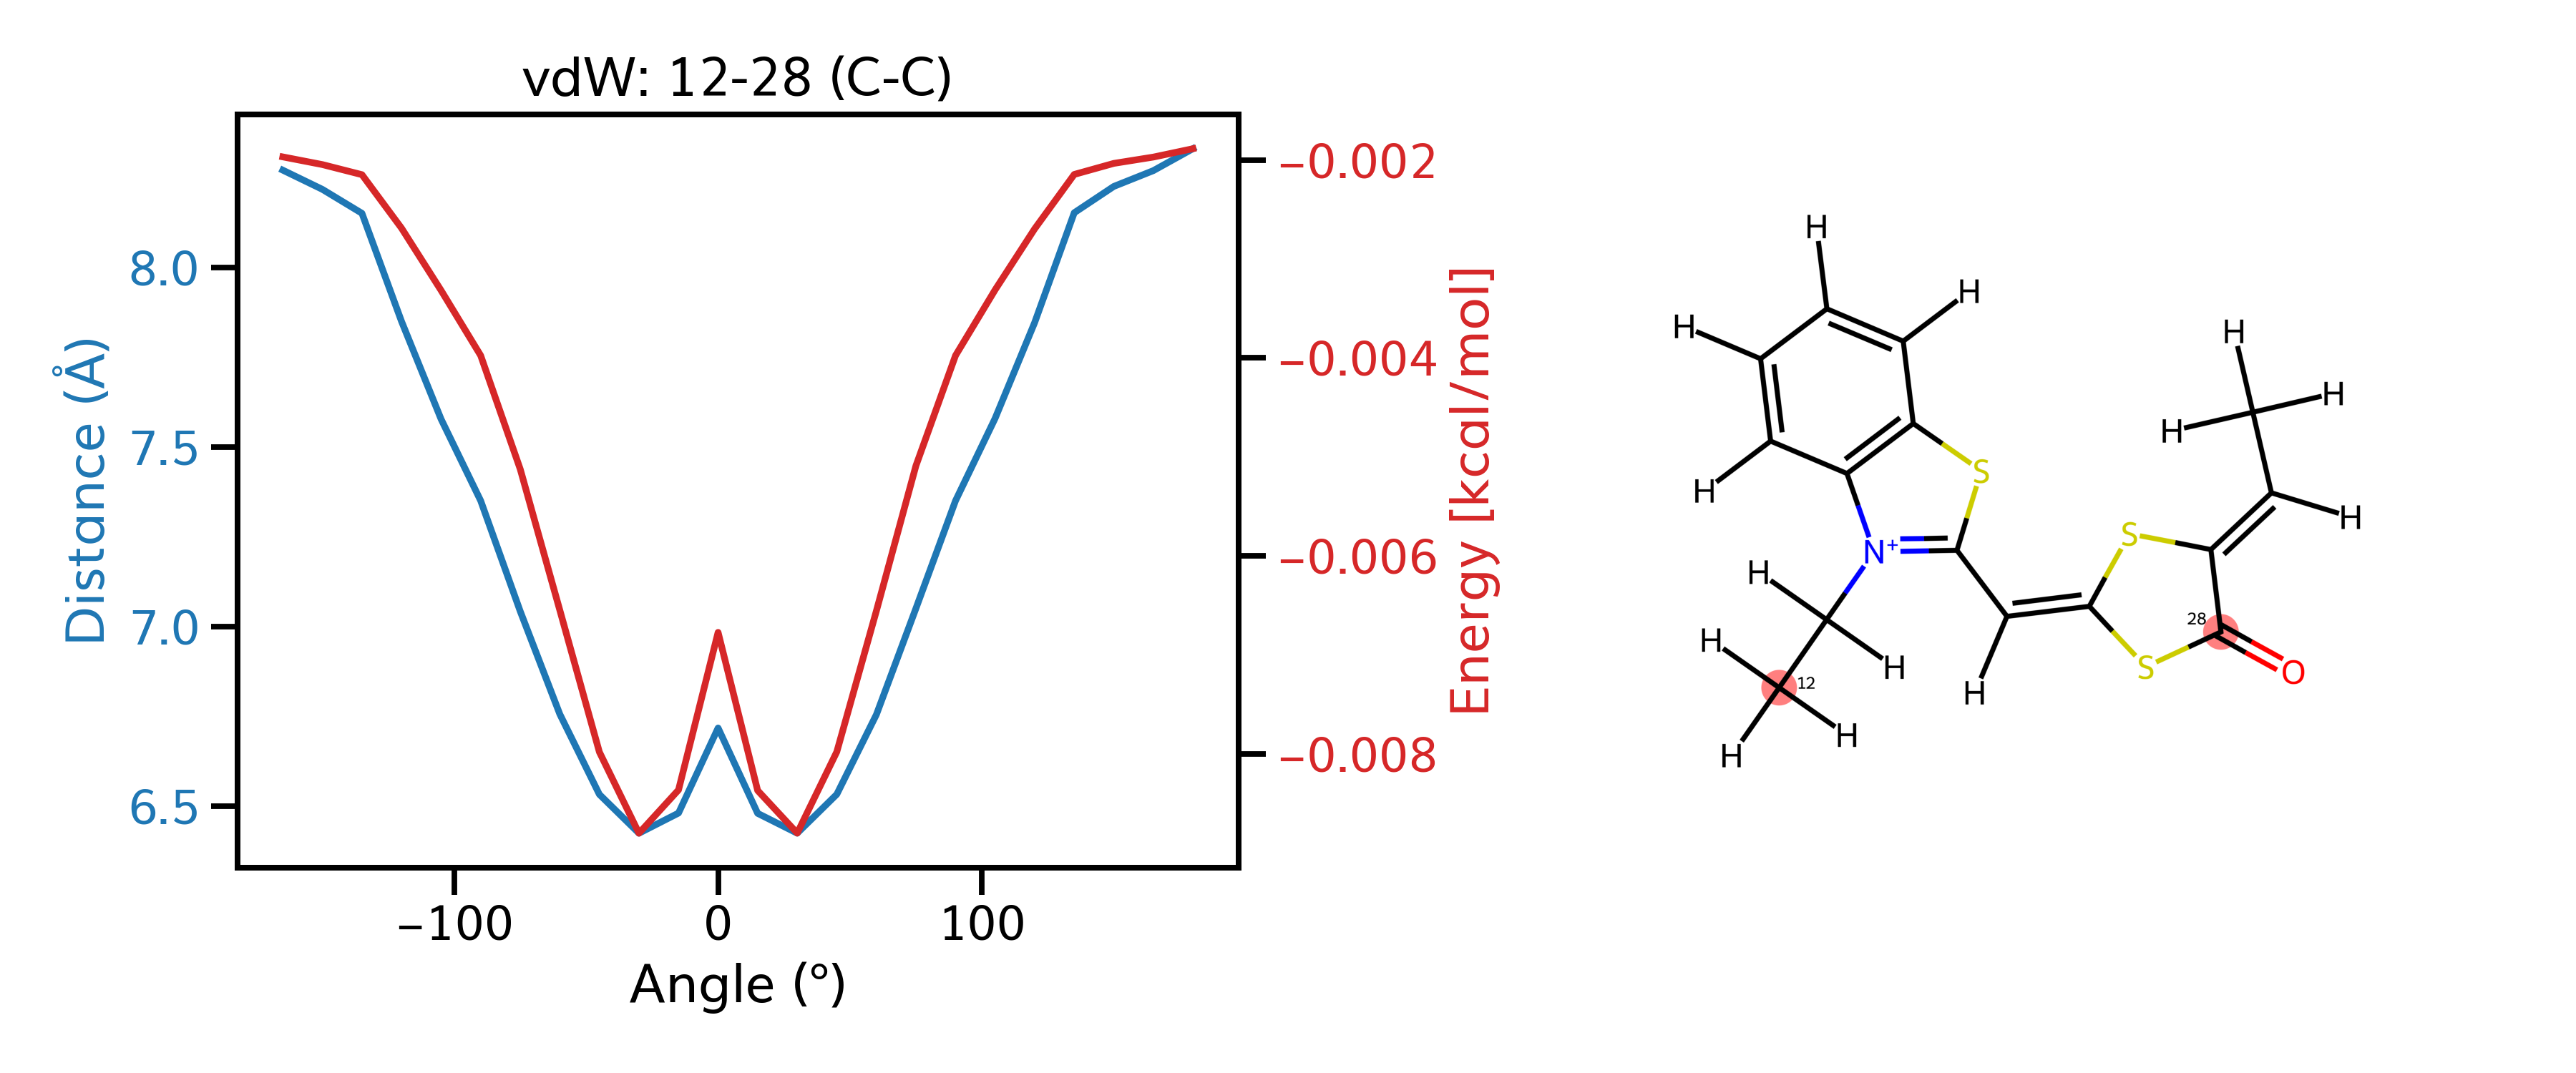 vdW: 12-28 (C-C)
Distance (Å)
8.0
7.5
7.0
6.5
−100
0
100
Angle (°)
−0.002
−0.004
−0.006
−0.008
Energy [kcal/mol]
H
H
H
H
H
H
H
S
H
S
H
N⁺
H
H
28
H
H
S
O
12
H
H
H